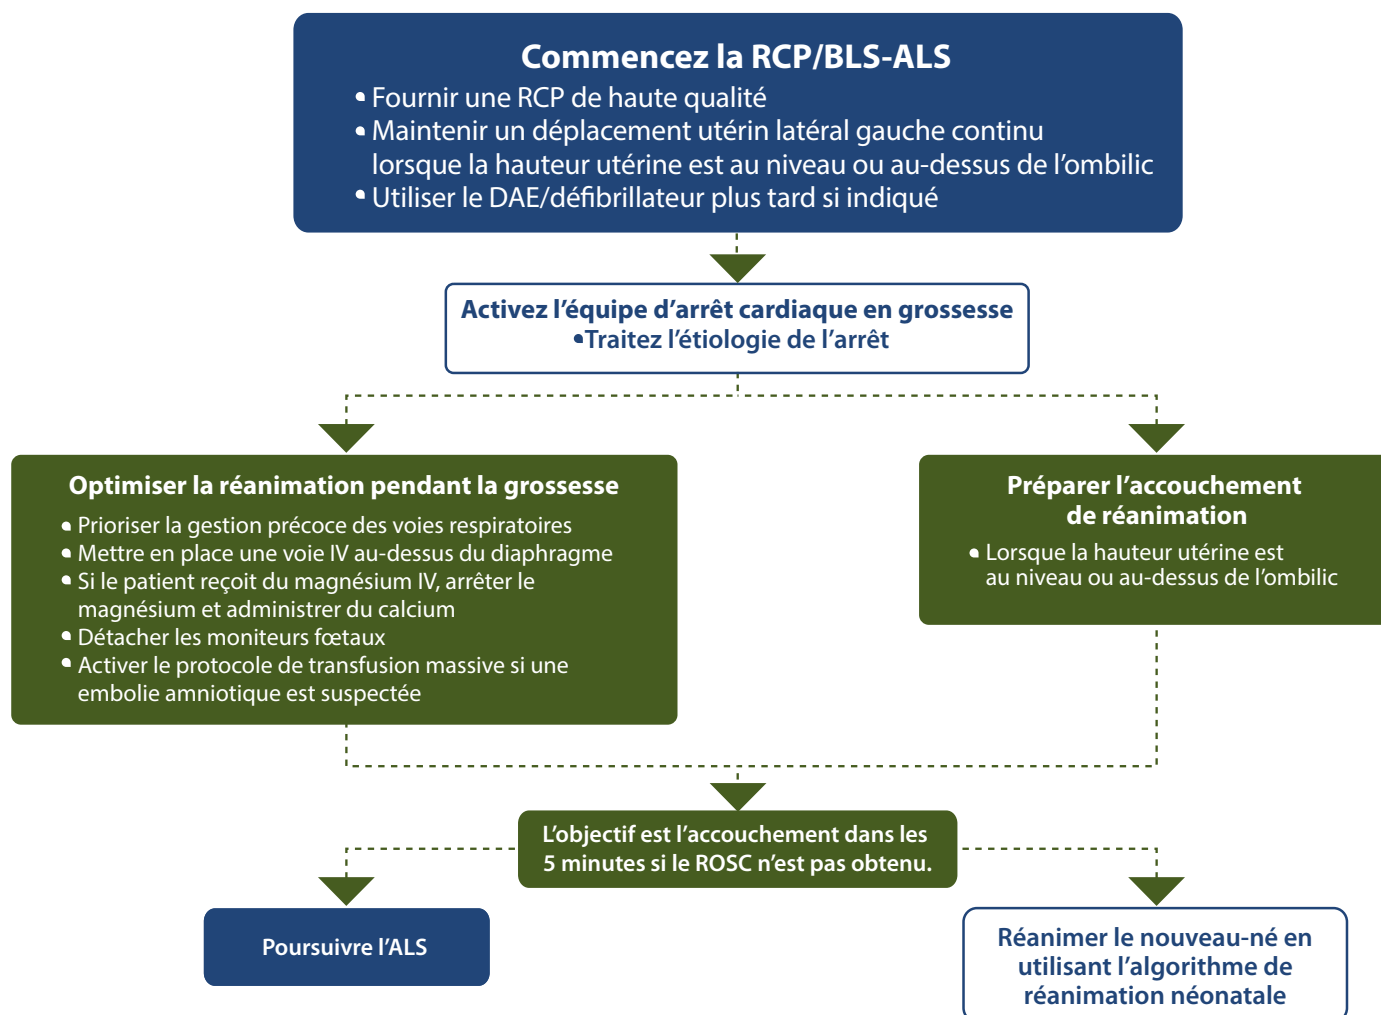 Commencez la RCP/BLS-ALS
• Fournir une RCP de haute qualité
• Maintenir un déplacement utérin latéral gauche continu
lorsque la hauteur utérine est au niveau ou au-dessus de l’ombilic
• Utiliser le DAE/défibrillateur plus tard si indiqué
Activez l’équipe d’arrêt cardiaque en grossesse
•Traitez l’étiologie de l’arrêt
Optimiser la réanimation pendant la grossesse
• Prioriser la gestion précoce des voies respiratoires
• Mettre en place une voie IV au-dessus du diaphragme
• Si le patient reçoit du magnésium IV, arrêter le
magnésium et administrer du calcium
• Détacher les moniteurs fœtaux
• Activer le protocole de transfusion massive si une
embolie amniotique est suspectée
Préparer l’accouchement
de réanimation
• Lorsque la hauteur utérine est
au niveau ou au-dessus de l’ombilic
L’objectif est l’accouchement dans les
5 minutes si le ROSC n’est pas obtenu.
Poursuivre l’ALS
Réanimer le nouveau-né en
utilisant l’algorithme de
réanimation néonatale